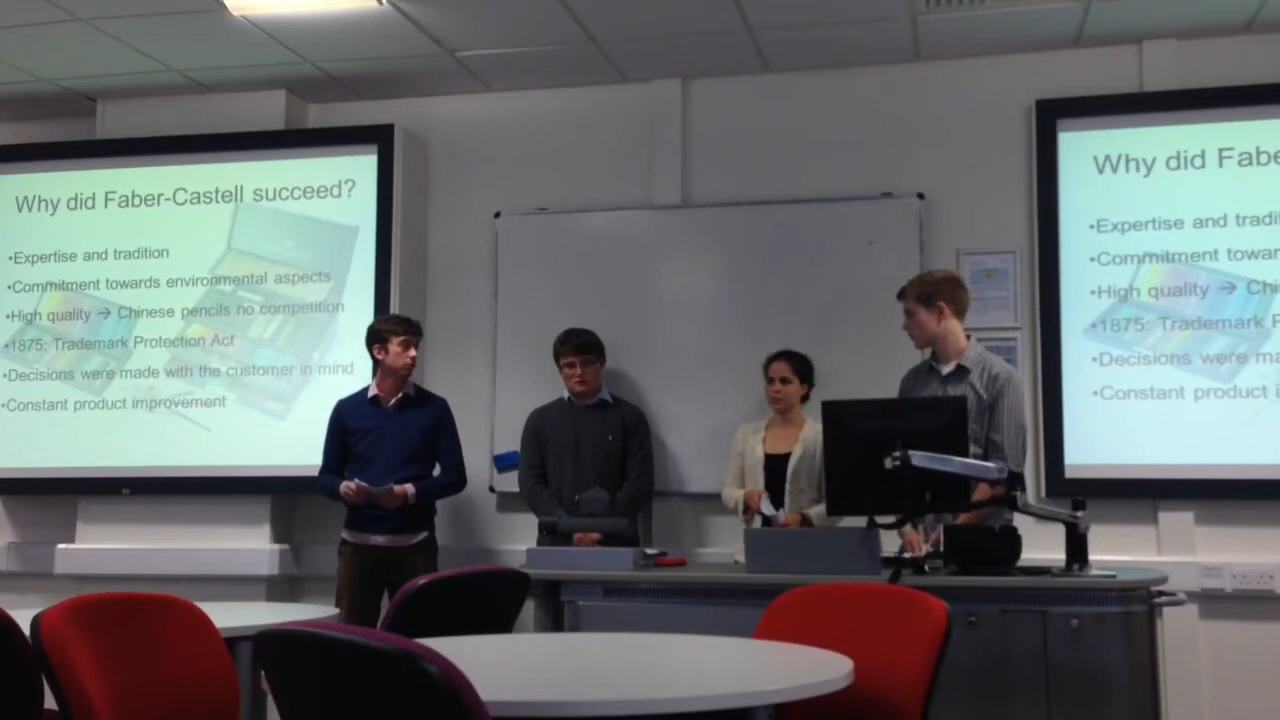 Why did Faber-Castell succeed?
•Expertise and tradition
•Commitment towards environmental aspects
•High quality → Chinese pencils no competition
•1875: Trademark Protection Act
•Decisions were made with the customer in mind
•Constant product improvement
Why did Fabe
•Expertise and tradit
•Commitment towar
•High quality → Chi
•1875: Trademark P
•Decisions were ma
•Constant product i